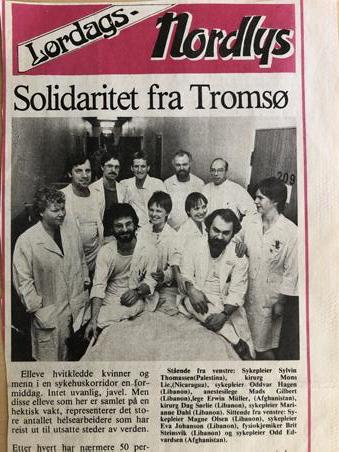 Lørdags-
Nordlys
Solidaritet fra Tromsø
209
Elleve hvitkledde kvinner og
menn i en sykehuskorridor en for-
middag. Intet uvanlig, javel. Men
disse elleve som her er samlet på en
hektisk vakt, representerer det sto-
re antallet helsearbeidere som har
reist ut til utsatte steder av verden.
Etter hvert har nærmere 50 per-
Stående fra venstre: Sykepleier Sylvin
Thomassen(Palestina), kirurg Mons
Lie,(Nicaragua), sykepleier Oddvar Hagen
(Libanon), anestesilege Mads Gilbert
(Libanon),lege Erwin Müller, (Afghanistan),
kirurg Dag Sørlie (Libanon), sykepleier Mari-
anne Dahl (Libanon). Sittende fra venstre: Sy-
kepleier Magne Olsen (Libanon), sykepleier
Eva Johansen (Libanon), fysiokjemiker Brit
Steinsvik (Libanon) og sykepleier Odd Ed-
vardsen (Afghanistan).